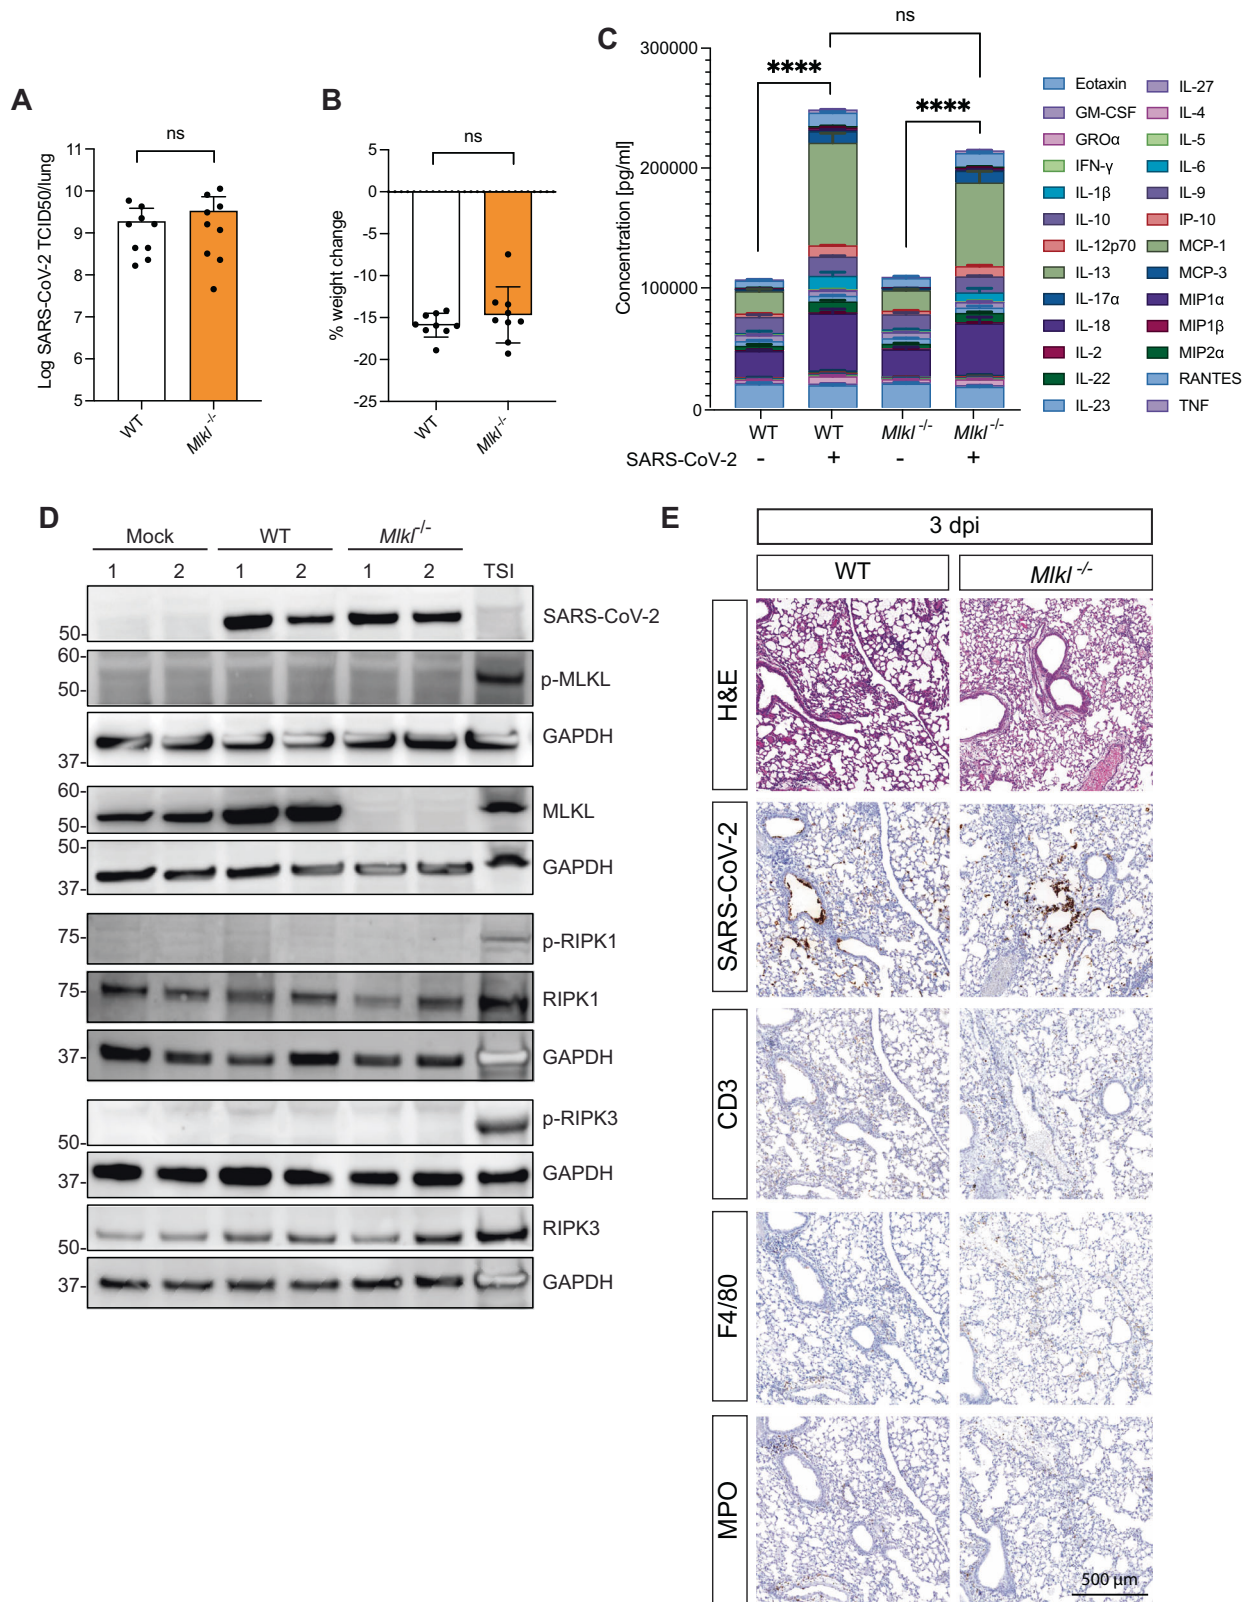 A
ns
Log SARS-CoV-2 TCID50/lung
11
10
9
8
7
6
5
WT
Mlkl-/-
B
ns
% weight change
5
0
-5
-10
-15
-20
-25
WT
Mlkl-/-
C
ns
****
****
Concentration [pg/ml]
300000
200000
100000
0
WT
WT
Mlkl-/-
Mlkl-/-
SARS-CoV-2
-
+
-
+
Eotaxin
GM-CSF
GROα
IFN-γ
IL-1β
IL-10
IL-12p70
IL-13
IL-17α
IL-18
IL-2
IL-22
IL-23
IL-27
IL-4
IL-5
IL-6
IL-9
IP-10
MCP-1
MCP-3
MIP1α
MIP1β
MIP2α
RANTES
TNF
D
Mock
WT
Mlkl-/-
1 2 1 2 1 2 TSI
50- SARS-CoV-2
60-
50- p-MLKL
37- GAPDH
60-
50- MLKL
50-
37- GAPDH
75- p-RIPK1
75- RIPK1
37- GAPDH
50- p-RIPK3
37- GAPDH
50- RIPK3
37- GAPDH
E
3 dpi
WT
Mlkl -/-
H&E
SARS-CoV-2
CD3
F4/80
MPO
500 µm